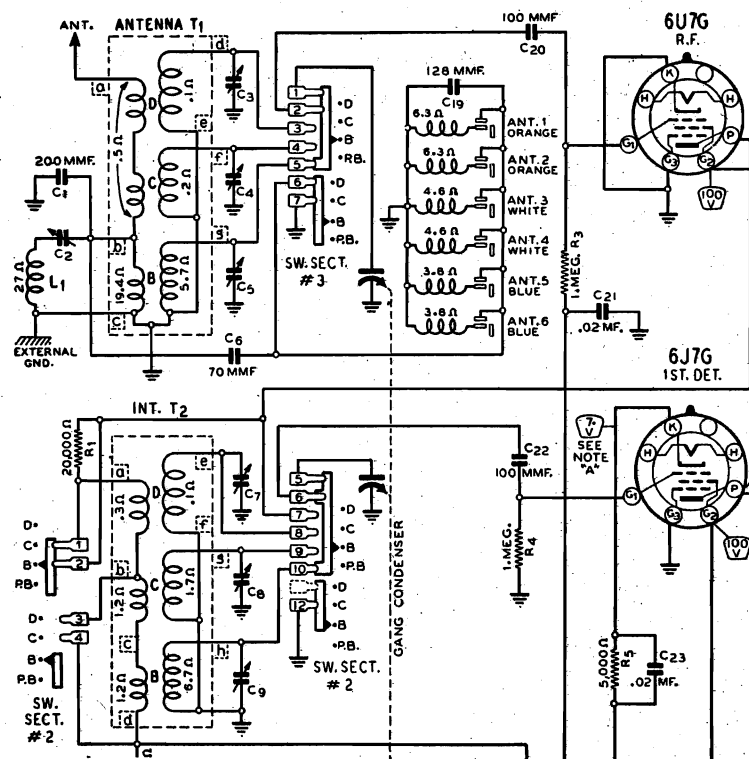 ANT.
ANTENNA T1
100 MMF.
C20
6U7G
R.F.
a
d
D
.1Ω
C3
.5Ω
e
1
2
3
4
5
6
7
D
C
B
P.B.
D
C
B
P.B.
SW. SECT.
#3
128 MMF.
C19
6.3Ω
ANT. 1
ORANGE
6.3Ω
ANT. 2
ORANGE
4.6Ω
ANT. 3
WHITE
4.6Ω
ANT. 4
WHITE
3.8Ω
ANT. 5
BLUE
3.8Ω
ANT. 6
BLUE
K
H
H
G1
P
G3
G2
100
V
200 MMF.
C
f
.2Ω
C4
C2
27Ω
L1
b
B
19.4Ω
5.7Ω
s
C5
c
EXTERNAL
GND.
C6
70 MMF
1.MEG. R3
C21
.02 MF.
6J7G
1ST. DET.
INT. T2
20,000Ω
R1
a
D
.3Ω
.1Ω
e
C7
f
5
6
7
8
9
10
D
C
B
P.B
12
D
C
B
P.B.
SW. SECT.
#2
GANG CONDENSER
C22
100 MMF.
1.MEG.
R4
7.
V
SEE
NOTE
"A"
K
H
H
G1
P
G3
G2
100
V
D
C
B
P.B.
1
2
b
1.2Ω
C
1.7Ω
s
C8
D
C
3
4
B
P.B.
SW.
SECT.
#2
c
1.2Ω
B
6.7Ω
h
C9
d
Ω
5,000Ω
R5
C23
.02 MF.